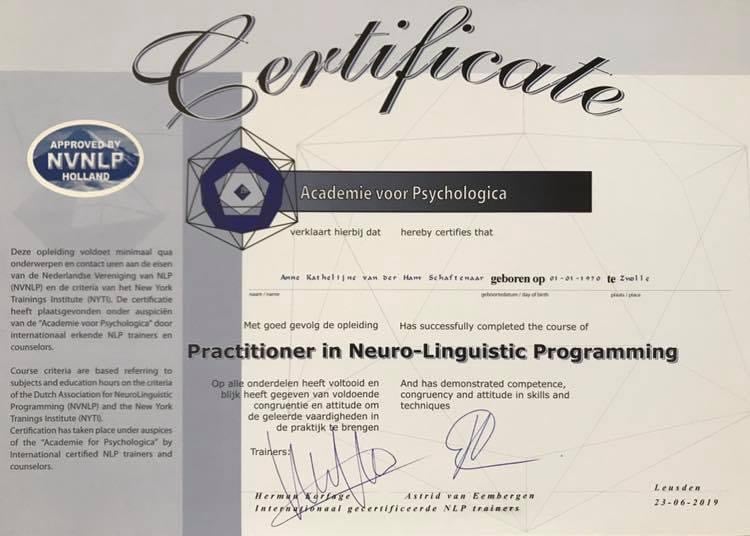 Certificate
APPROVED BY
NVNLP
HOLLAND
Academie voor Psychologica
verklaart hierbij dat hereby certifies that
Anne Kathelijne van der Ham Schaftenaar geboren op 01-01-1970 te Zwolle
naam / name geboortedatum / day of birth plaats / place
Met goed gevolg de opleiding Has successfully completed the course of
Practitioner in Neuro-Linguistic Programming
Op alle onderdelen heeft voltooid en And has demonstrated competence,
blijk heeft gegeven van voldoende congruency and attitude in skills and
congruentie en attitude om techniques
de geleerde vaardigheden in
de praktijk te brengen
Trainers:
Herman Karfage Astrid van Eembergen
Internationaal gecertificeerde NLP trainers
Leusden
23-06-2019
Deze opleiding voldoet minimaal qua
onderwerpen en contact uren aan de eisen
van de Nederlandse Vereniging van NLP
(NVNLP) en de criteria van het New York
Trainings Institute (NYTI). De certificatie
heeft plaatsgevonden onder auspiciën
van de "Academie voor Psychologica" door
internationaal erkende NLP trainers en
counselors.
Course criteria are based referring to
subjects and education hours on the criteria
of the Dutch Association for NeuroLinguistic
Programming (NVNLP) and the New York
Tranings Institute (NYTI).
Certification has taken place under auspices
of the "Academie for Psychologica" by
International certified NLP trainers and
counselors.